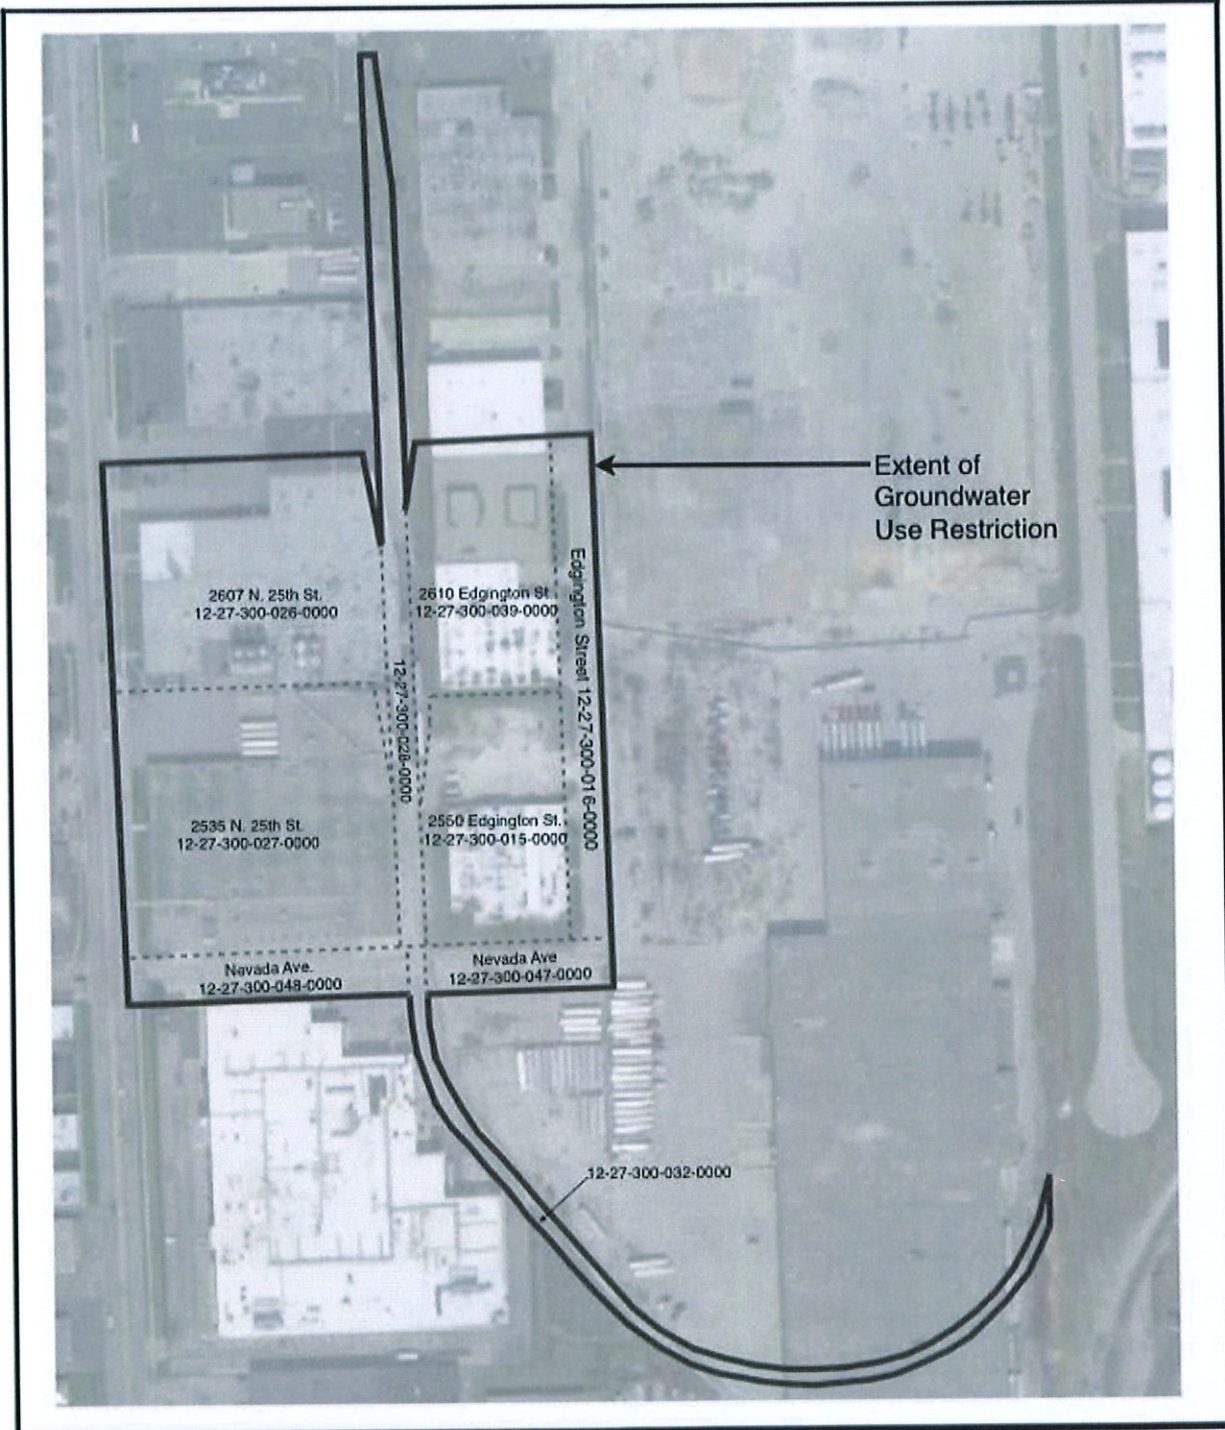 Extent of
Groundwater
Use Restriction
2607 N. 25th St.
12-27-300-026-0000
2610 Edgington St.
12-27-300-039-0000
Edgington Street 12-27-300-016-0000
12-27-300-028-0000
2535 N. 25th St.
12-27-300-027-0000
2550 Edgington St.
12-27-300-015-0000
Nevada Ave.
12-27-300-048-0000
Nevada Ave
12-27-300-047-0000
12-27-300-032-0000